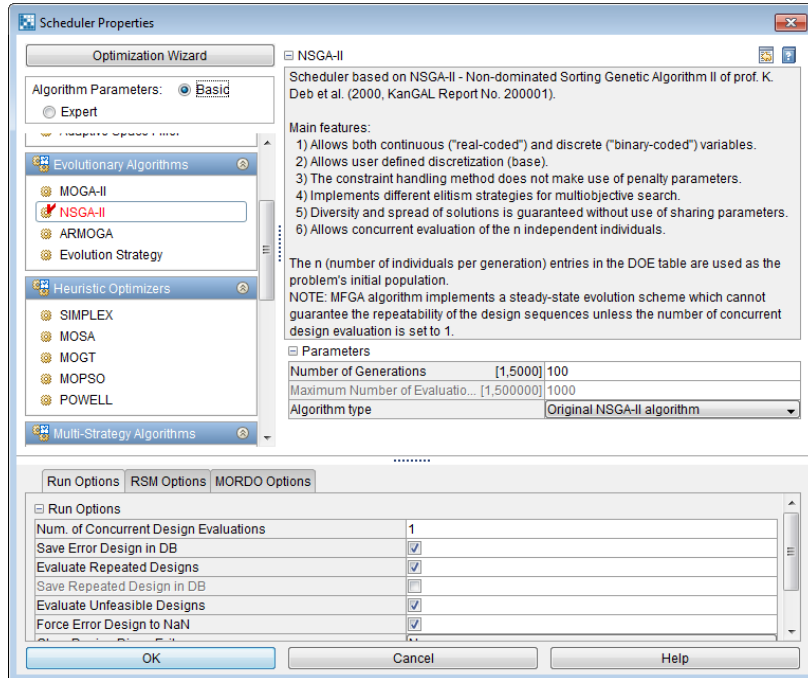 Scheduler Properties
Optimization Wizard
Algorithm Parameters: Basic
Expert
Adaptive Space Filler
Evolutionary Algorithms
MOGA-II
NSGA-II
ARMOGA
Evolution Strategy
Heuristic Optimizers
SIMPLEX
MOSA
MOGT
MOPSO
POWELL
Multi-Strategy Algorithms
NSGA-II
Scheduler based on NSGA-II - Non-dominated Sorting Genetic Algorithm II of prof. K.
Deb et al. (2000, KanGAL Report No. 200001).
Main features:
1) Allows both continuous ("real-coded") and discrete ("binary-coded") variables.
2) Allows user defined discretization (base).
3) The constraint handling method does not make use of penalty parameters.
4) Implements different elitism strategies for multiobjective search.
5) Diversity and spread of solutions is guaranteed without use of sharing parameters.
6) Allows concurrent evaluation of the n independent individuals.
The n (number of individuals per generation) entries in the DOE table are used as the
problem's initial population.
NOTE: MFGA algorithm implements a steady-state evolution scheme which cannot
guarantee the repeatability of the design sequences unless the number of concurrent
design evaluation is set to 1.
Parameters
Number of Generations [1,5000] 100
Maximum Number of Evaluatio... [1,500000] 1000
Algorithm type Original NSGA-II algorithm
Run Options RSM Options MORDO Options
Run Options
Num. of Concurrent Design Evaluations 1
Save Error Design in DB
Evaluate Repeated Designs
Save Repeated Design in DB
Evaluate Unfeasible Designs
Force Error Design to NaN
OK Cancel Help